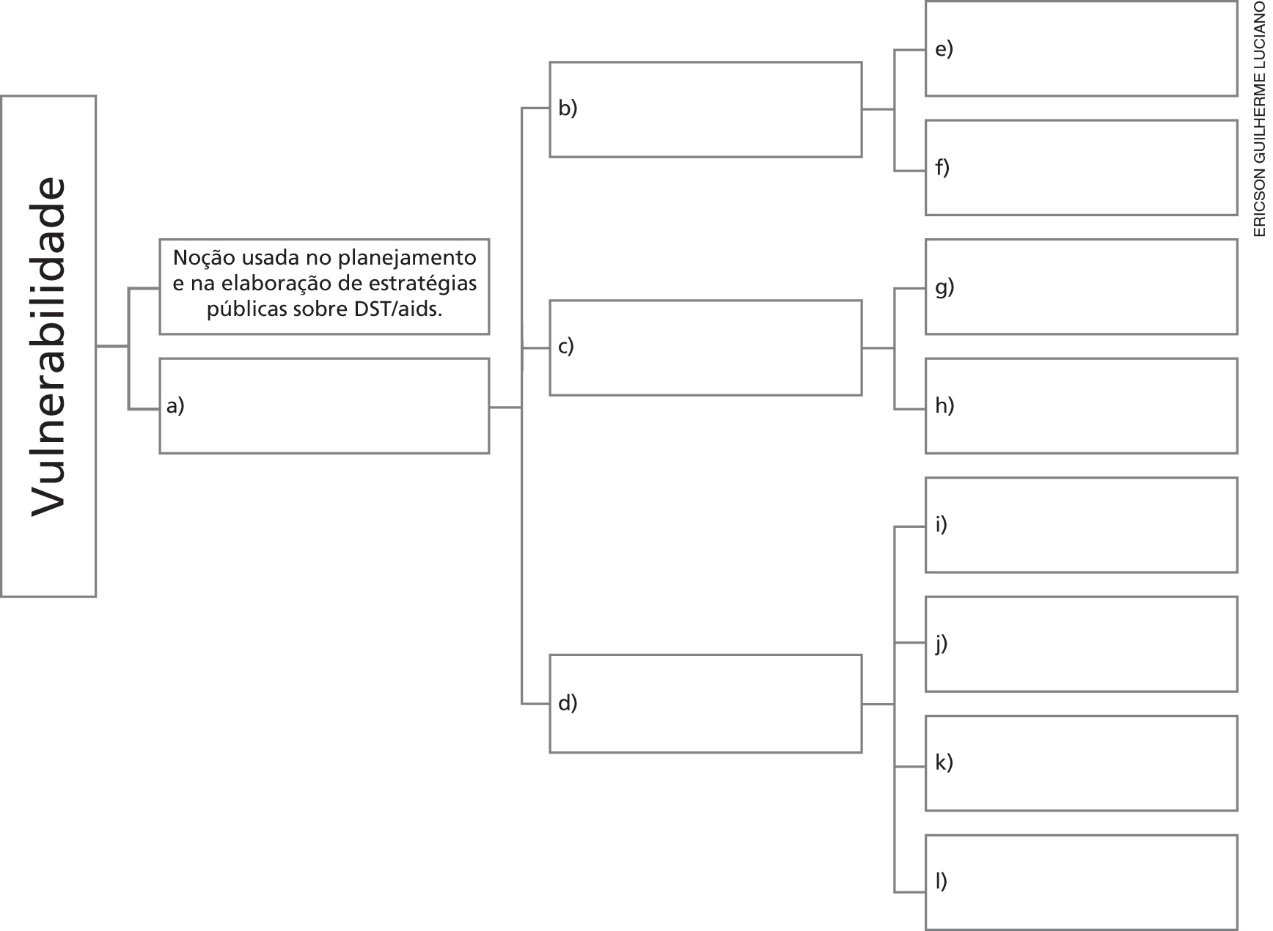 Vulnerabilidade
Noção usada no planejamento
e na elaboração de estratégias
públicas sobre DST/aids.
a)
b)
c)
d)
e)
f)
g)
h)
i)
j)
k)
l)
ERICSON GUILHERME LUCIANO